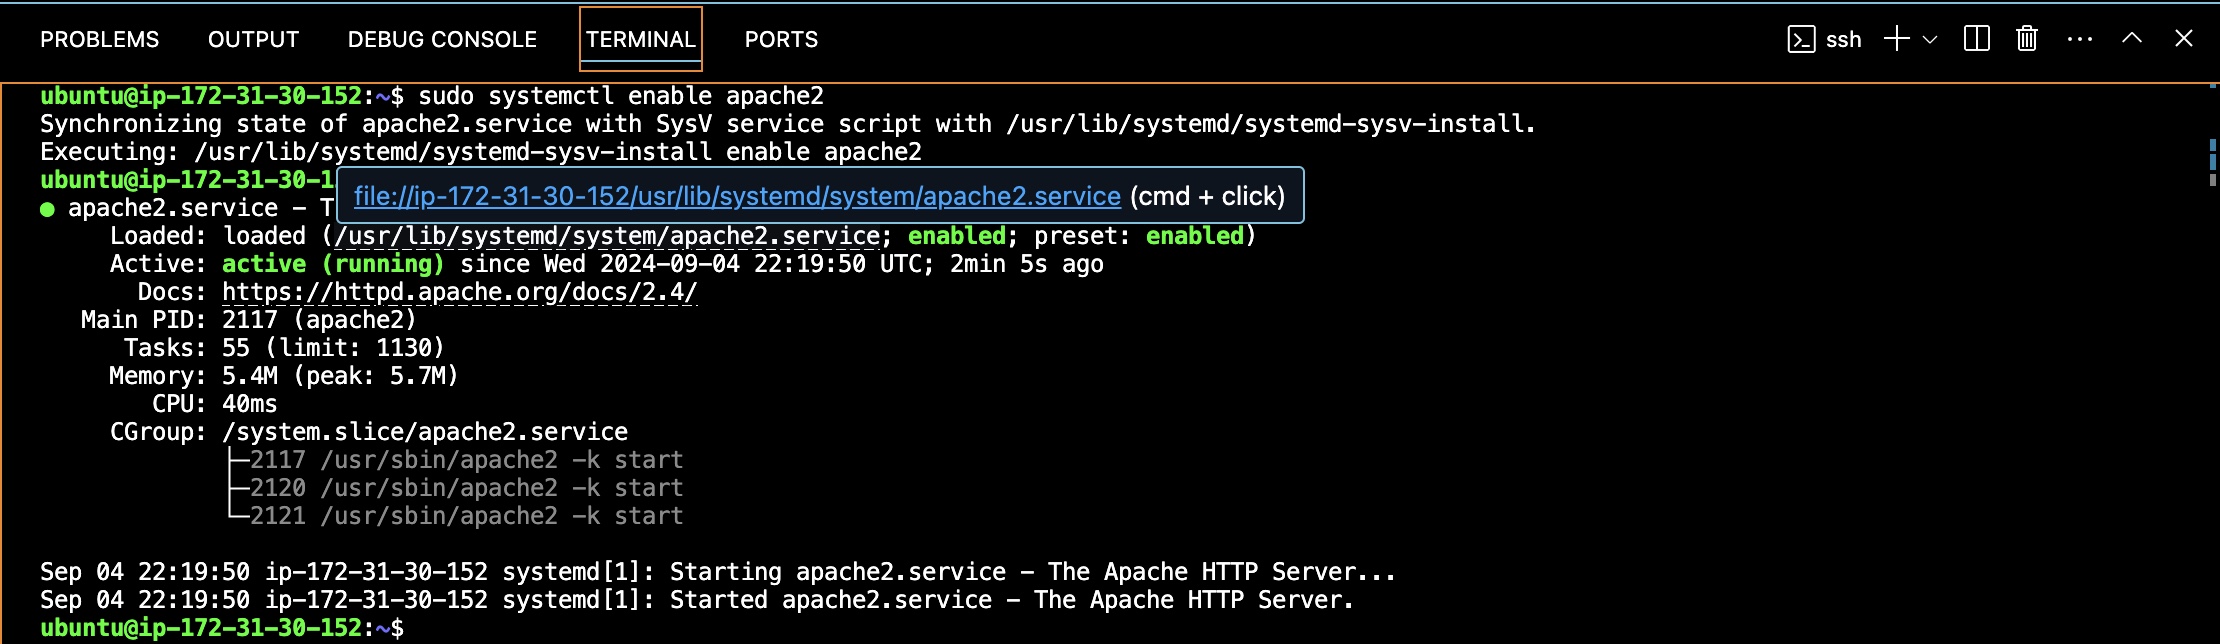 PROBLEMS OUTPUT DEBUG CONSOLE TERMINAL PORTS ssh
ubuntu@ip-172-31-30-152:~$ sudo systemctl enable apache2
Synchronizing state of apache2.service with SysV service script with /usr/lib/systemd/systemd-sysv-install.
Executing: /usr/lib/systemd/systemd-sysv-install enable apache2
ubuntu@ip-172-31-30-1
file://ip-172-31-30-152/usr/lib/systemd/system/apache2.service (cmd + click)
● apache2.service - T
Loaded: loaded (/usr/lib/systemd/system/apache2.service; enabled; preset: enabled)
Active: active (running) since Wed 2024-09-04 22:19:50 UTC; 2min 5s ago
Docs: https://httpd.apache.org/docs/2.4/
Main PID: 2117 (apache2)
Tasks: 55 (limit: 1130)
Memory: 5.4M (peak: 5.7M)
CPU: 40ms
CGroup: /system.slice/apache2.service
├─2117 /usr/sbin/apache2 -k start
├─2120 /usr/sbin/apache2 -k start
└─2121 /usr/sbin/apache2 -k start
Sep 04 22:19:50 ip-172-31-30-152 systemd[1]: Starting apache2.service - The Apache HTTP Server...
Sep 04 22:19:50 ip-172-31-30-152 systemd[1]: Started apache2.service - The Apache HTTP Server.
ubuntu@ip-172-31-30-152:~$